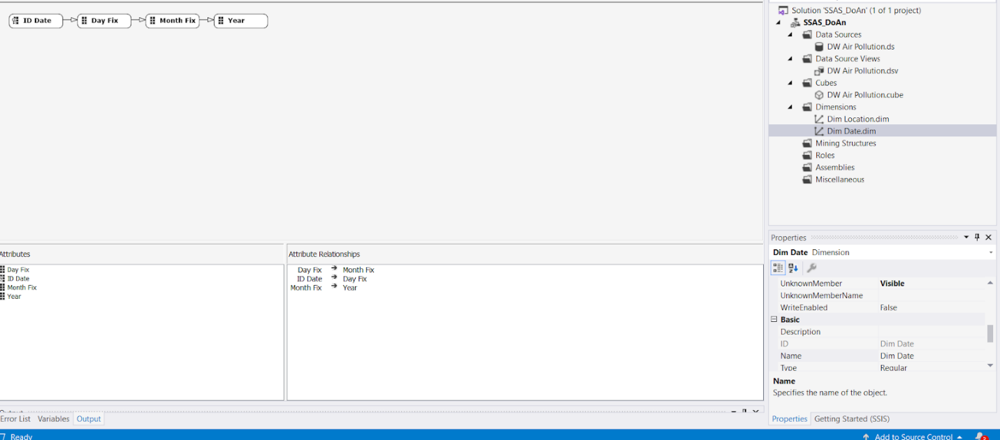 ID Date
Day Fix
Month Fix
Year
Attributes
Day Fix
ID Date
Month Fix
Year
Attribute Relationships
Day Fix Month Fix
ID Date Day Fix
Month Fix Year
Error List Variables Output
Ready
Solution 'SSAS_DoAn' (1 of 1 project)
SSAS_DoAn
Data Sources
DW Air Pollution.ds
Data Source Views
DW Air Pollution.dsv
Cubes
DW Air Pollution.cube
Dimensions
Dim Location.dim
Dim Date.dim
Mining Structures
Roles
Assemblies
Miscellaneous
Properties
Dim Date Dimension
UnknownMember Visible
UnknownMemberName
WriteEnabled False
Basic
Description
ID Dim Date
Name Dim Date
Type Regular
Name
Specifies the name of the object.
Properties Getting Started (SSIS)
Add to Source Control
2